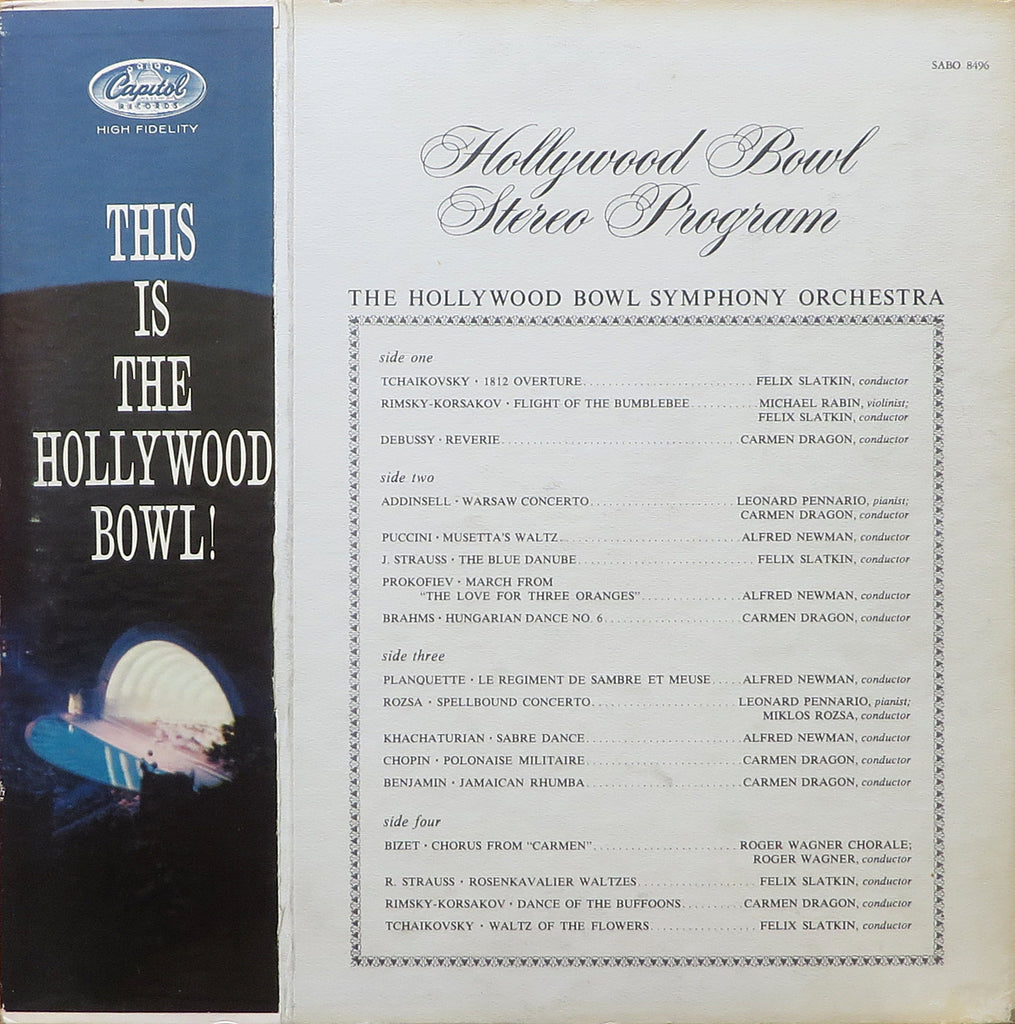 Capitol
RECORDS
HIGH FIDELITY
THIS
IS
THE
HOLLYWOOD
BOWL!
SABO 8496
Hollywood Bowl
Stereo Program
THE HOLLYWOOD BOWL SYMPHONY ORCHESTRA
side one
TCHAIKOVSKY · 1812 OVERTURE . . . . . . . . . . FELIX SLATKIN, conductor
RIMSKY-KORSAKOV · FLIGHT OF THE BUMBLEBEE . . . . . . . . . . MICHAEL RABIN, violinist;
FELIX SLATKIN, conductor
DEBUSSY · REVERIE . . . . . . . . . . CARMEN DRAGON, conductor
side two
ADDINSELL · WARSAW CONCERTO . . . . . . . . . . LEONARD PENNARIO, pianist;
CARMEN DRAGON, conductor
PUCCINI · MUSETTA'S WALTZ . . . . . . . . . . ALFRED NEWMAN, conductor
J. STRAUSS · THE BLUE DANUBE . . . . . . . . . . FELIX SLATKIN, conductor
PROKOFIEV · MARCH FROM
"THE LOVE FOR THREE ORANGES" . . . . . . . . . . ALFRED NEWMAN, conductor
BRAHMS · HUNGARIAN DANCE NO. 6 . . . . . . . . . . CARMEN DRAGON, conductor
side three
PLANQUETTE · LE REGIMENT DE SAMBRE ET MEUSE . . . . ALFRED NEWMAN, conductor
ROZSA · SPELLBOUND CONCERTO . . . . . . . . . . LEONARD PENNARIO, pianist;
MIKLOS ROZSA, conductor
KHACHATURIAN · SABRE DANCE . . . . . . . . . . ALFRED NEWMAN, conductor
CHOPIN · POLONAISE MILITAIRE . . . . . . . . . . CARMEN DRAGON, conductor
BENJAMIN · JAMAICAN RHUMBA . . . . . . . . . . CARMEN DRAGON, conductor
side four
BIZET · CHORUS FROM "CARMEN" . . . . . . . . . . ROGER WAGNER CHORALE;
ROGER WAGNER, conductor
R. STRAUSS · ROSENKAVALIER WALTZES . . . . . . . . . . FELIX SLATKIN, conductor
RIMSKY-KORSAKOV · DANCE OF THE BUFFOONS . . . . . . . . . . CARMEN DRAGON, conductor
TCHAIKOVSKY · WALTZ OF THE FLOWERS . . . . . . . . . . FELIX SLATKIN, conductor